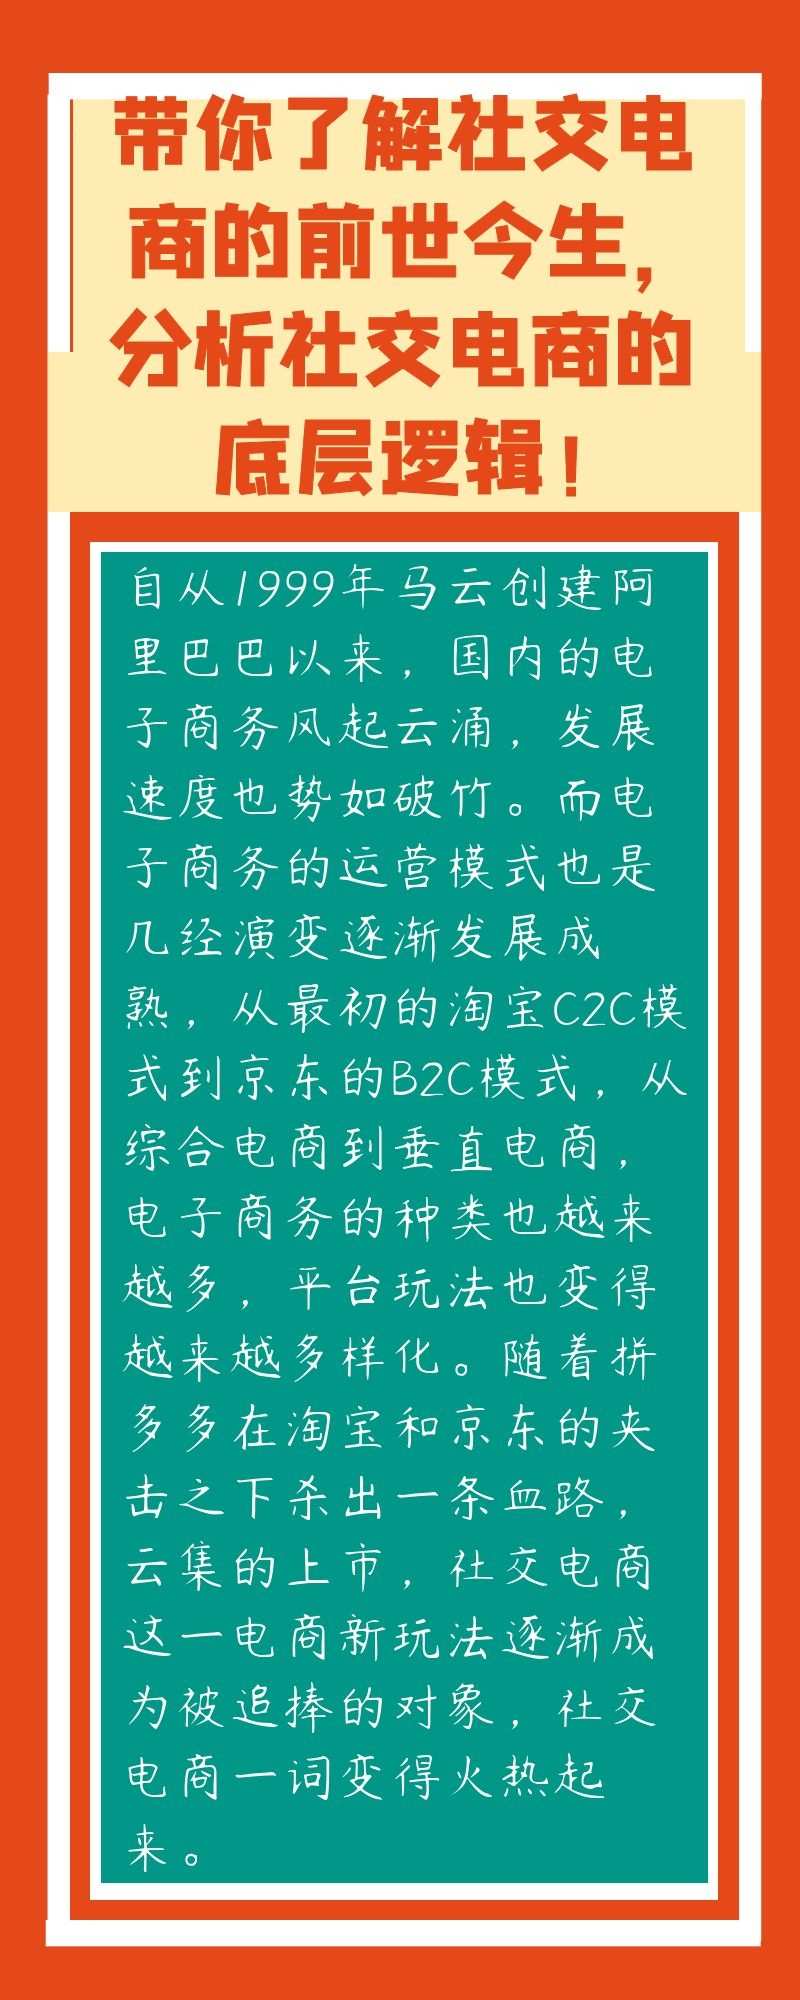 带你了解社交电
商的前世今生，
分析社交电商的
底层逻辑！
自从1999年马云创建阿
里巴巴以来，国内的电
子商务风起云涌，发展
速度也势如破竹。而电
子商务的运营模式也是
几经演变逐渐发展成
熟，从最初的淘宝C2C模
式到京东的B2C模式，从
综合电商到垂直电商，
电子商务的种类也越来
越多，平台玩法也变得
越来越多样化。随着拼
多多在淘宝和京东的夹
击之下杀出一条血路，
云集的上市，社交电商
这一电商新玩法逐渐成
为被追捧的对象，社交
电商一词变得火热起
来。